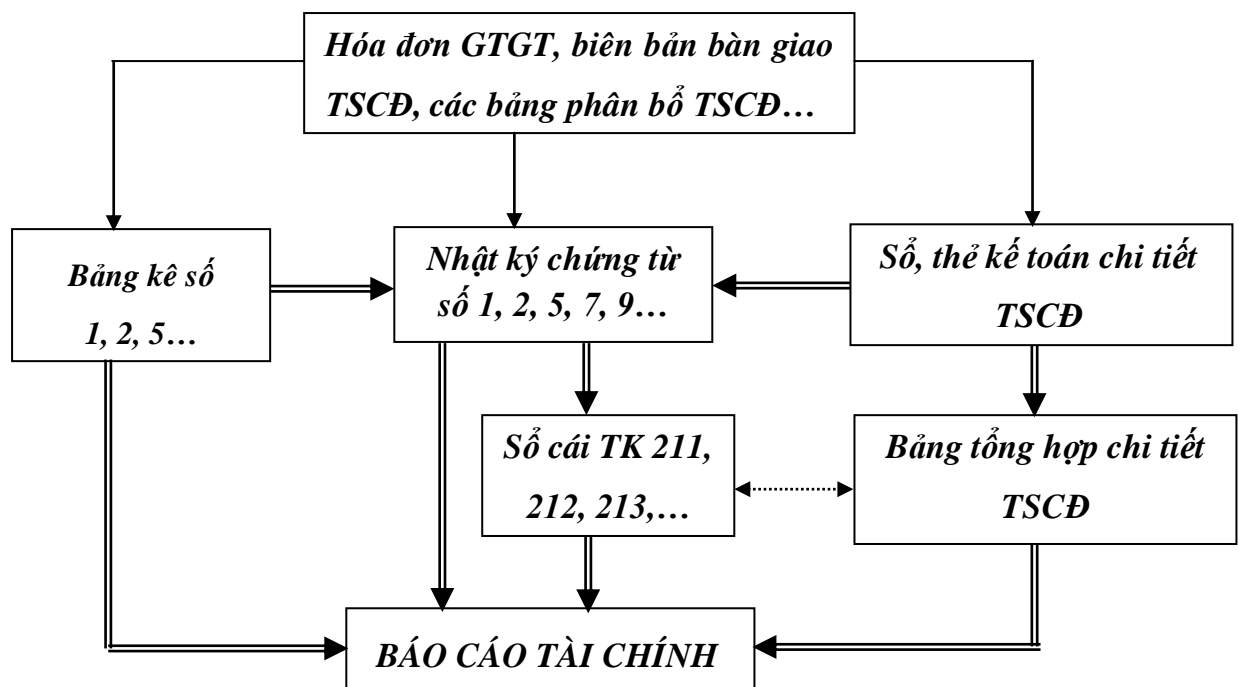 Hóa đơn GTGT, biên bản bàn giao
TSCĐ, các bảng phân bổ TSCĐ…
Bảng kê số
1, 2, 5…
Nhật ký chứng từ
số 1, 2, 5, 7, 9…
Sổ, thẻ kế toán chi tiết
TSCĐ
Sổ cái TK 211,
212, 213,…
Bảng tổng hợp chi tiết
TSCĐ
BÁO CÁO TÀI CHÍNH